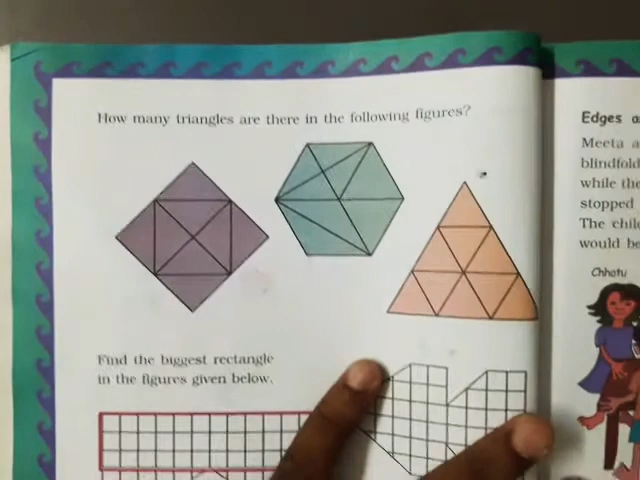 How many triangles are there in the following figures?
Find the biggest rectangle
in the figures given below.
Edges
Meeta
blindfol
while the
stopped
The chil
would be
Chhotu